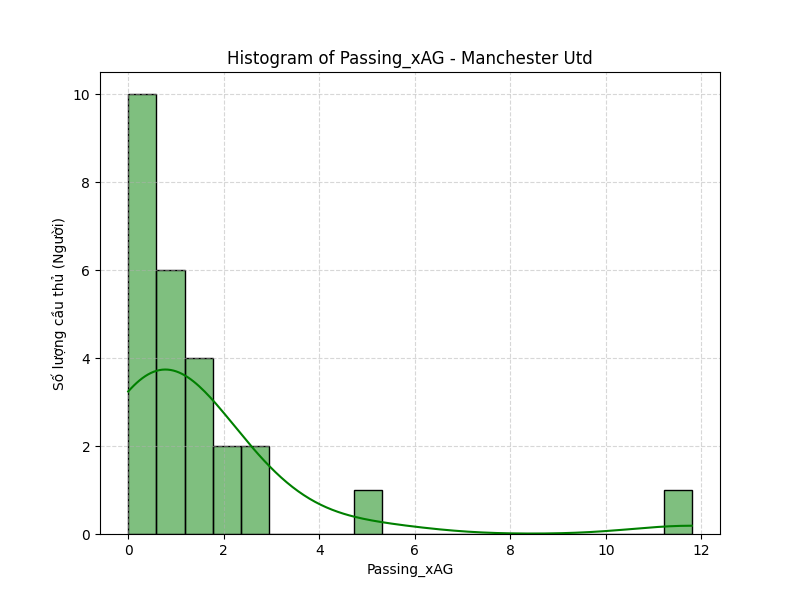 Histogram of Passing_xAG - Manchester Utd
Số lượng cầu thủ (Người)
10
8
6
4
2
0
0 2 4 6 8 10 12
Passing_xAG